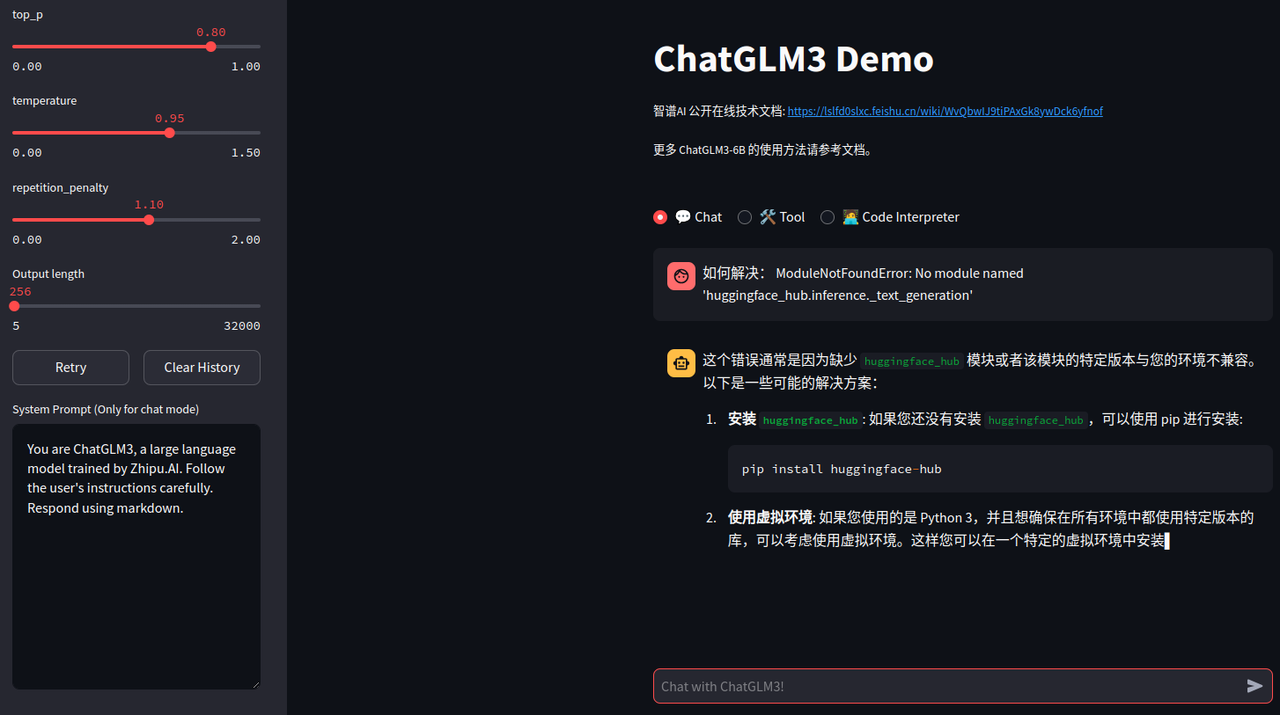 top_p
0.80
0.00 1.00
temperature
0.95
0.00 1.50
repetition_penalty
1.10
0.00 2.00
Output length
256
5 32000
Retry Clear History
System Prompt (Only for chat mode)
You are ChatGLM3, a large language
model trained by Zhipu.AI. Follow
the user's instructions carefully.
Respond using markdown.
ChatGLM3 Demo
智谱AI 公开在线技术文档: https://lslfd0slxc.feishu.cn/wiki/WvQbwIJ9tiPAxGk8ywDck6yfnof
更多 ChatGLM3-6B 的使用方法请参考文档。
💬 Chat 🛠️ Tool 🧑‍💻 Code Interpreter
如何解决： ModuleNotFoundError: No module named
'huggingface_hub.inference._text_generation'
这个错误通常是因为缺少 huggingface_hub 模块或者该模块的特定版本与您的环境不兼容。
以下是一些可能的解决方案：
1. 安装 huggingface_hub: 如果您还没有安装 huggingface_hub，可以使用 pip 进行安装:
pip install huggingface-hub
2. 使用虚拟环境: 如果您使用的是 Python 3，并且想确保在所有环境中都使用特定版本的
库，可以考虑使用虚拟环境。这样您可以在一个特定的虚拟环境中安装
Chat with ChatGLM3!